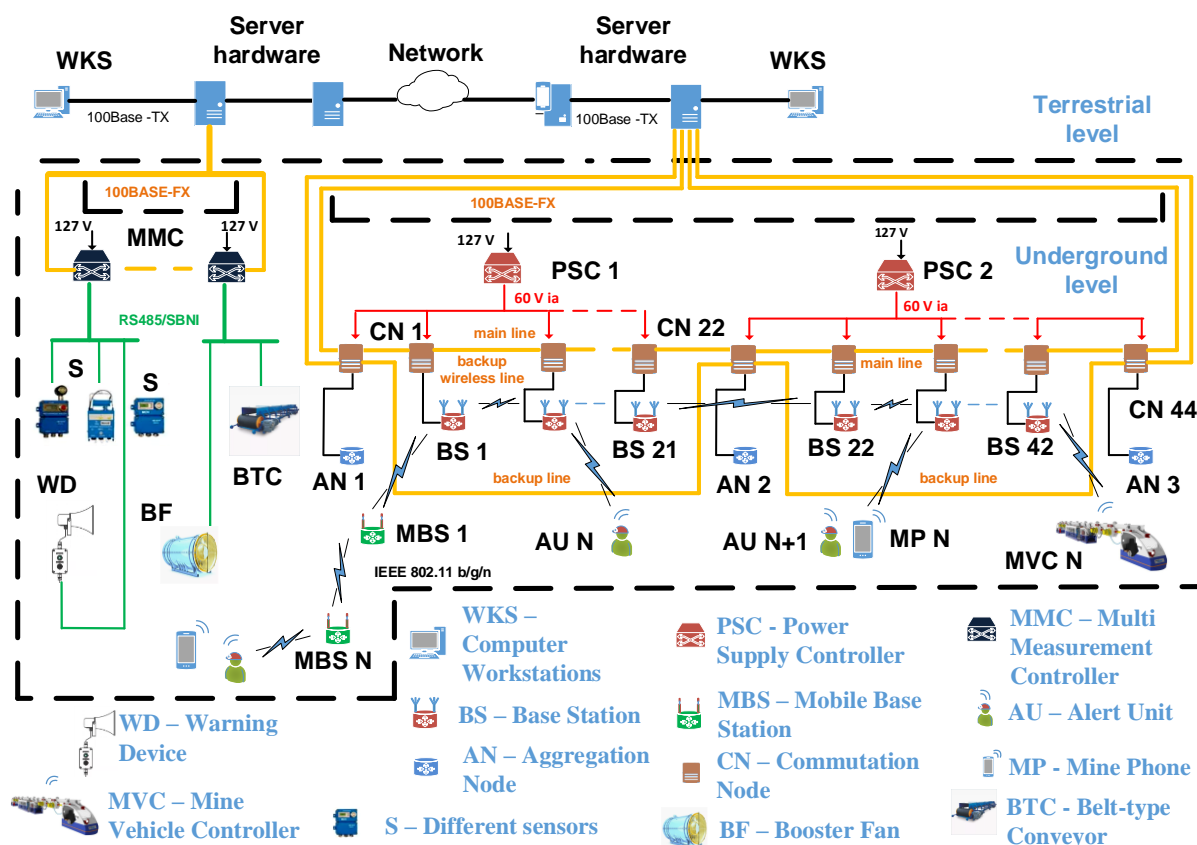 Server
hardware
Network
Server
hardware
WKS
WKS
100Base -TX
100Base -TX
Terrestrial
level
100BASE-FX
100BASE-FX
127 V
MMC
127 V
127 V
PSC 1
127 V
PSC 2
Underground
level
60 V ia
60 V ia
RS485/SBNI
CN 1
main line
CN 22
main line
backup
wireless line
S
S
CN 44
BS 1
BS 21
BS 22
BS 42
BTC
AN 1
AN 2
AN 3
backup line
backup line
WD
BF
MBS 1
AU N
AU N+1
MP N
MVC N
IEEE 802.11 b/g/n
MBS N
WKS –
Computer
Workstations
PSC - Power
Supply Controller
MMC – Multi
Measurement
Controller
BS – Base Station
MBS – Mobile Base
Station
AU – Alert Unit
WD – Warning
Device
AN – Aggregation
Node
CN – Commutation
Node
MP - Mine Phone
MVC – Mine
Vehicle Controller
S – Different sensors
BF – Booster Fan
BTC - Belt-type
Conveyor